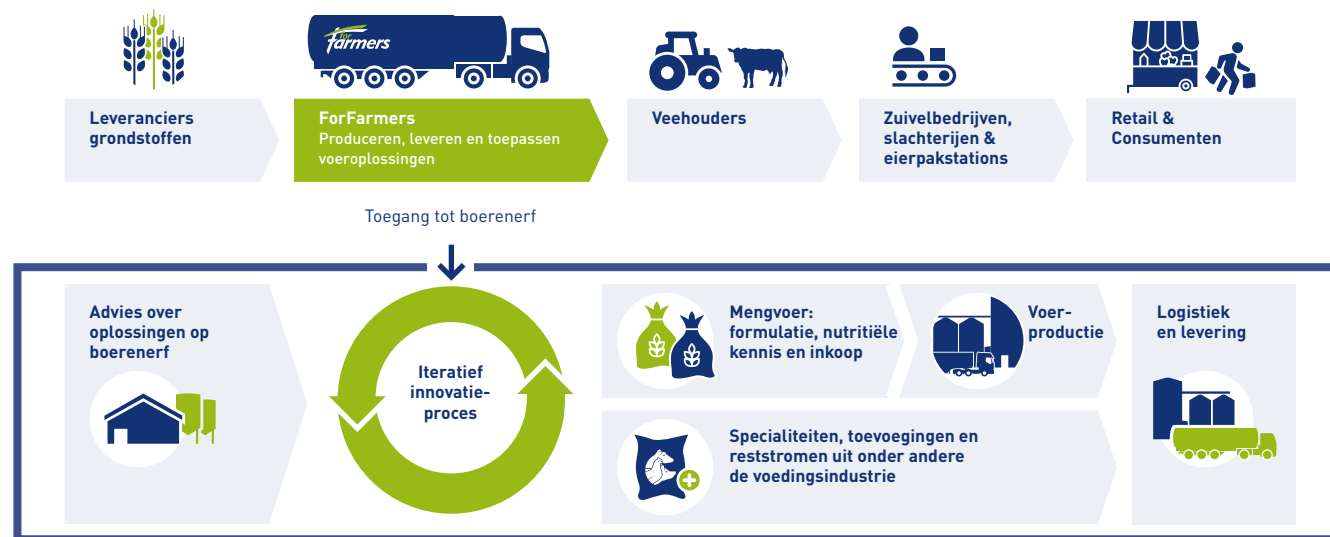 for
farmers
Leveranciers
grondstoffen
ForFarmers
Produceren, leveren en toepassen
voeroplossingen
Veehouders
Zuivelbedrijven,
slachterijen &
eierpakstations
Retail &
Consumenten
Toegang tot boerenerf
Advies over
oplossingen op
boerenerf
Iteratief
innovatie-
proces
Mengvoer:
formulatie, nutritiële
kennis en inkoop
Voer-
productie
Specialiteiten, toevoegingen en
reststromen uit onder andere
de voedingsindustrie
Logistiek
en levering